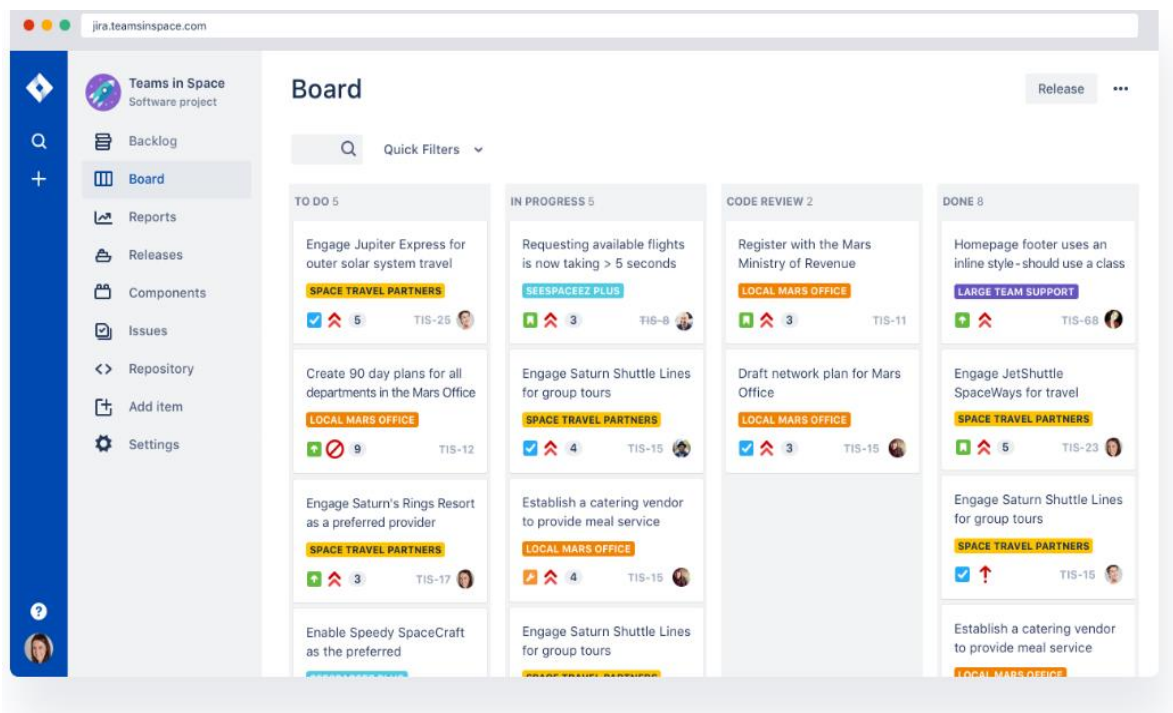 jira.teamsinspace.com
Teams in Space
Software project
Backlog
Board
Reports
Releases
Components
Issues
Repository
Add item
Settings
Board
Release
Quick Filters
TO DO 5
Engage Jupiter Express for
outer solar system travel
SPACE TRAVEL PARTNERS
5 TIS-25
Create 90 day plans for all
departments in the Mars Office
LOCAL MARS OFFICE
9 TIS-12
Engage Saturn's Rings Resort
as a preferred provider
SPACE TRAVEL PARTNERS
3 TIS-17
Enable Speedy SpaceCraft
as the preferred
SEESPACEEZ PLUS
IN PROGRESS 5
Requesting available flights
is now taking > 5 seconds
SEESPACEEZ PLUS
3 TIS-8
Engage Saturn Shuttle Lines
for group tours
SPACE TRAVEL PARTNERS
4 TIS-15
Establish a catering vendor
to provide meal service
LOCAL MARS OFFICE
4 TIS-15
Engage Saturn Shuttle Lines
for group tours
SPACE TRAVEL PARTNERS
CODE REVIEW 2
Register with the Mars
Ministry of Revenue
LOCAL MARS OFFICE
3 TIS-11
Draft network plan for Mars
Office
LOCAL MARS OFFICE
3 TIS-15
DONE 8
Homepage footer uses an
inline style - should use a class
LARGE TEAM SUPPORT
TIS-68
Engage JetShuttle
SpaceWays for travel
SPACE TRAVEL PARTNERS
5 TIS-23
Engage Saturn Shuttle Lines
for group tours
SPACE TRAVEL PARTNERS
TIS-15
Establish a catering vendor
to provide meal service
LOCAL MARS OFFICE
?